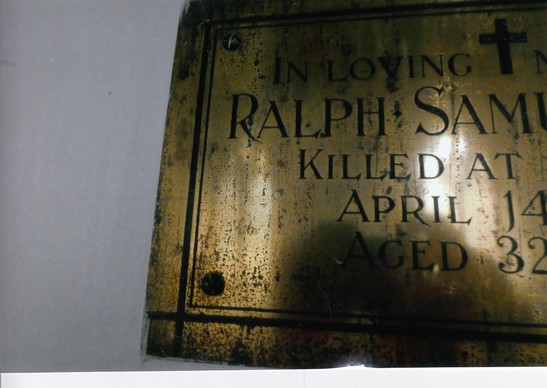 IN LOVING
RALPH SAMU
KILLED AT
APRIL 14
AGED 32